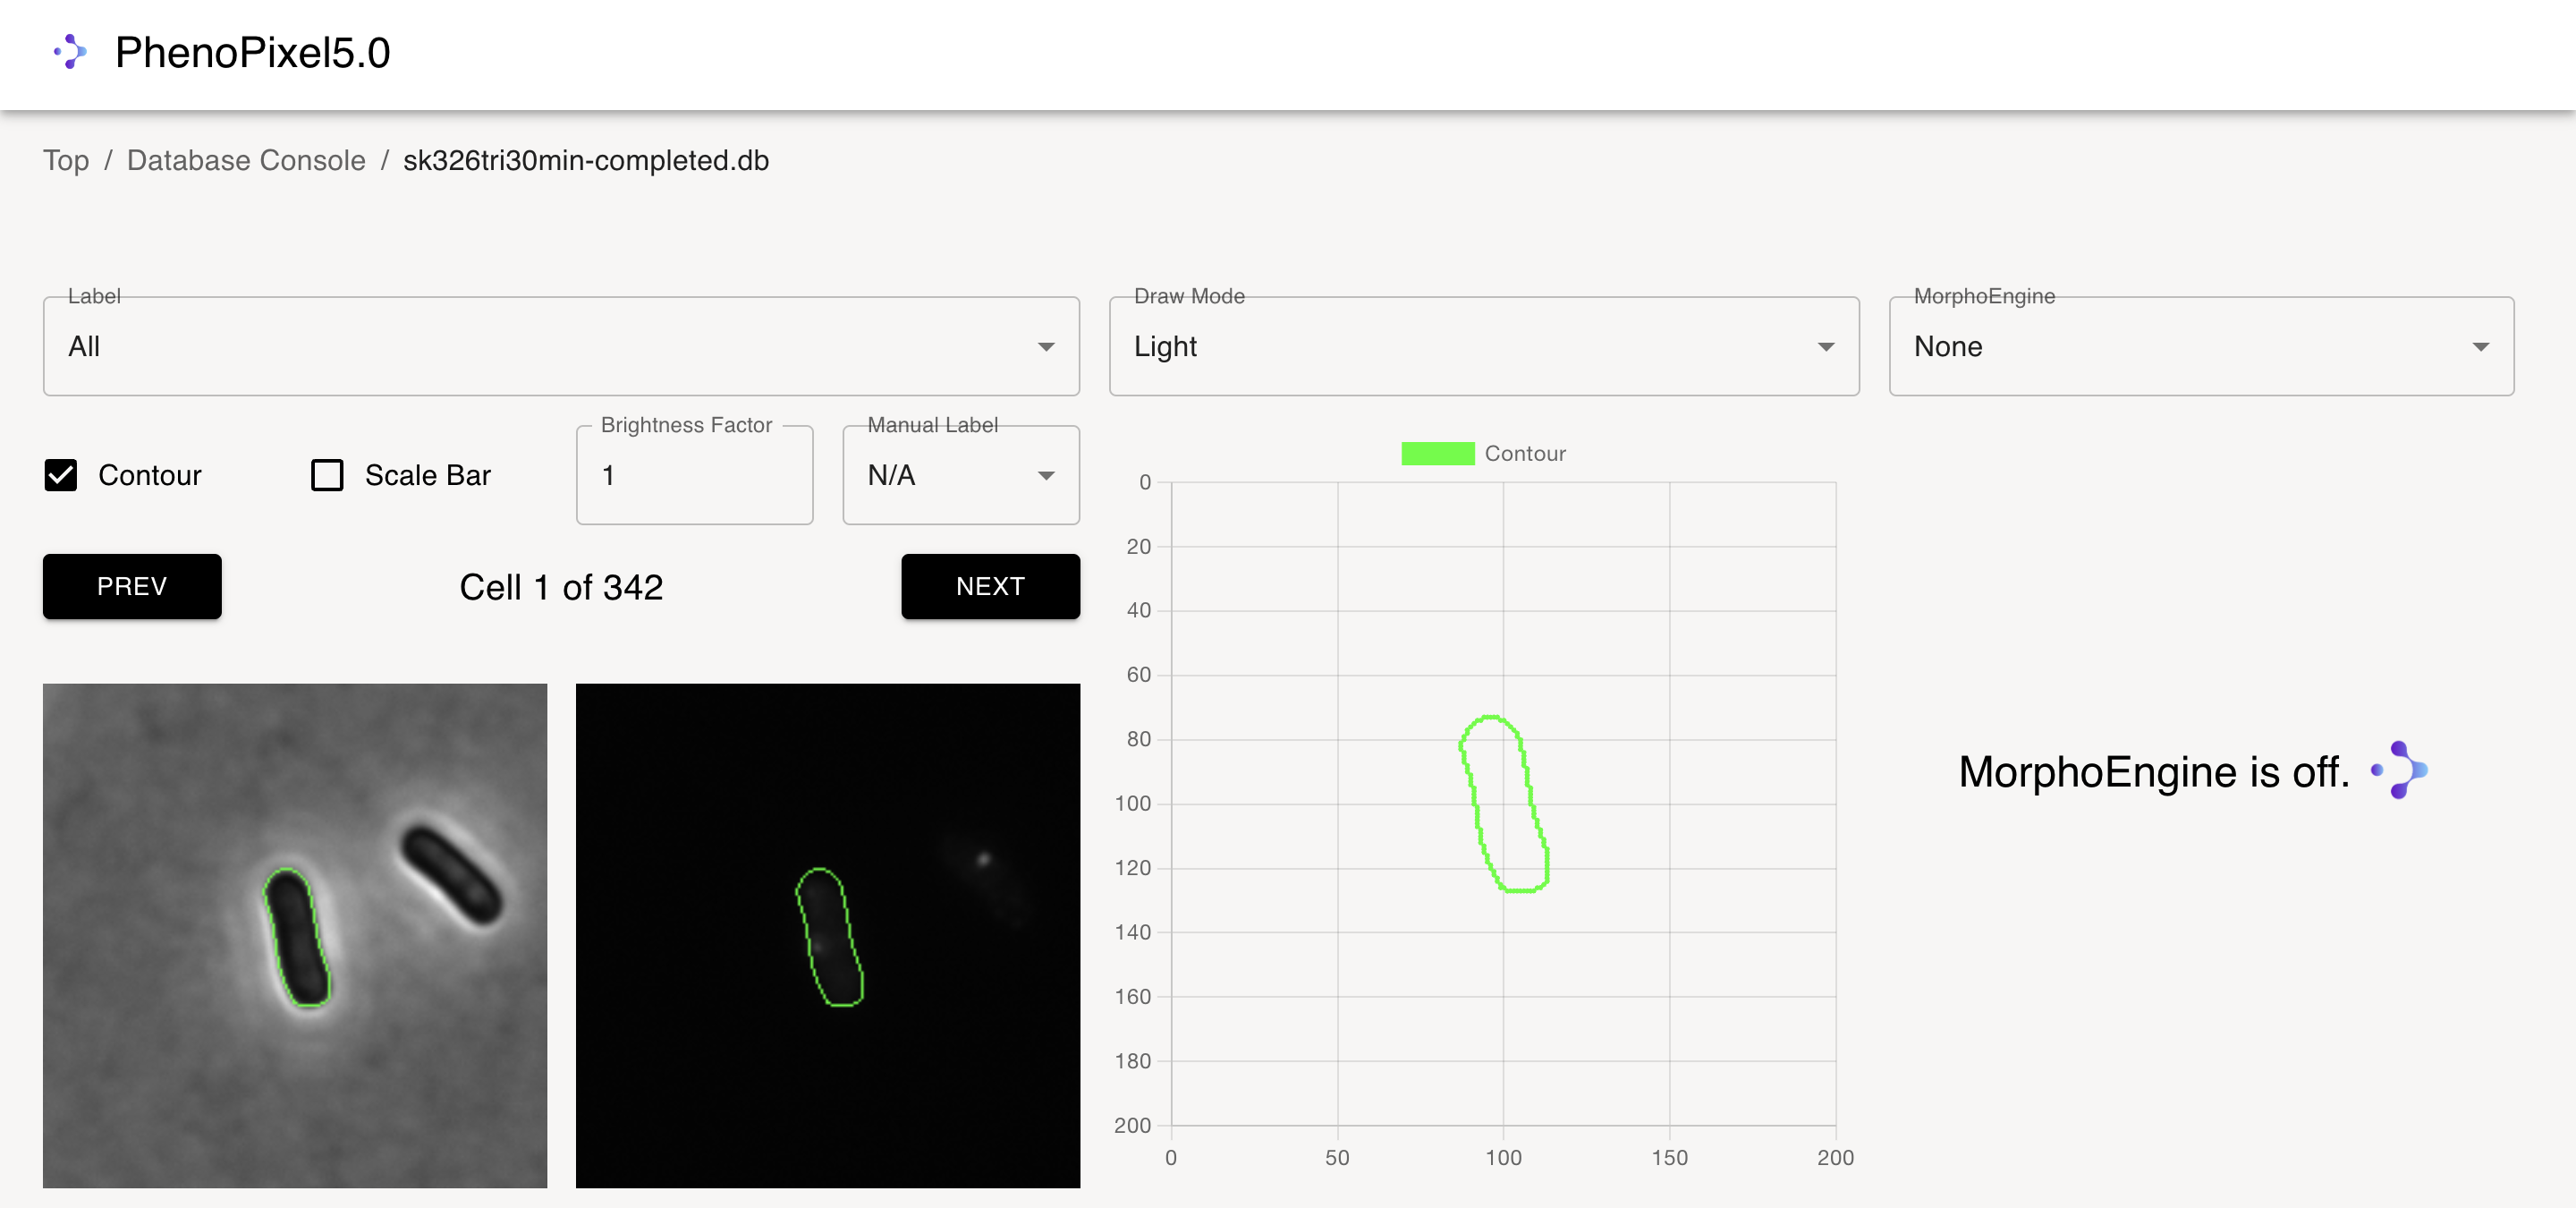 PhenoPixel5.0
Top / Database Console / sk326tri30min-completed.db
Label
All
Draw Mode
Light
MorphoEngine
None
Contour
Scale Bar
Brightness Factor
1
Manual Label
N/A
PREV
Cell 1 of 342
NEXT
Contour
0
20
40
60
80
100
120
140
160
180
200
0 50 100 150 200
MorphoEngine is off.